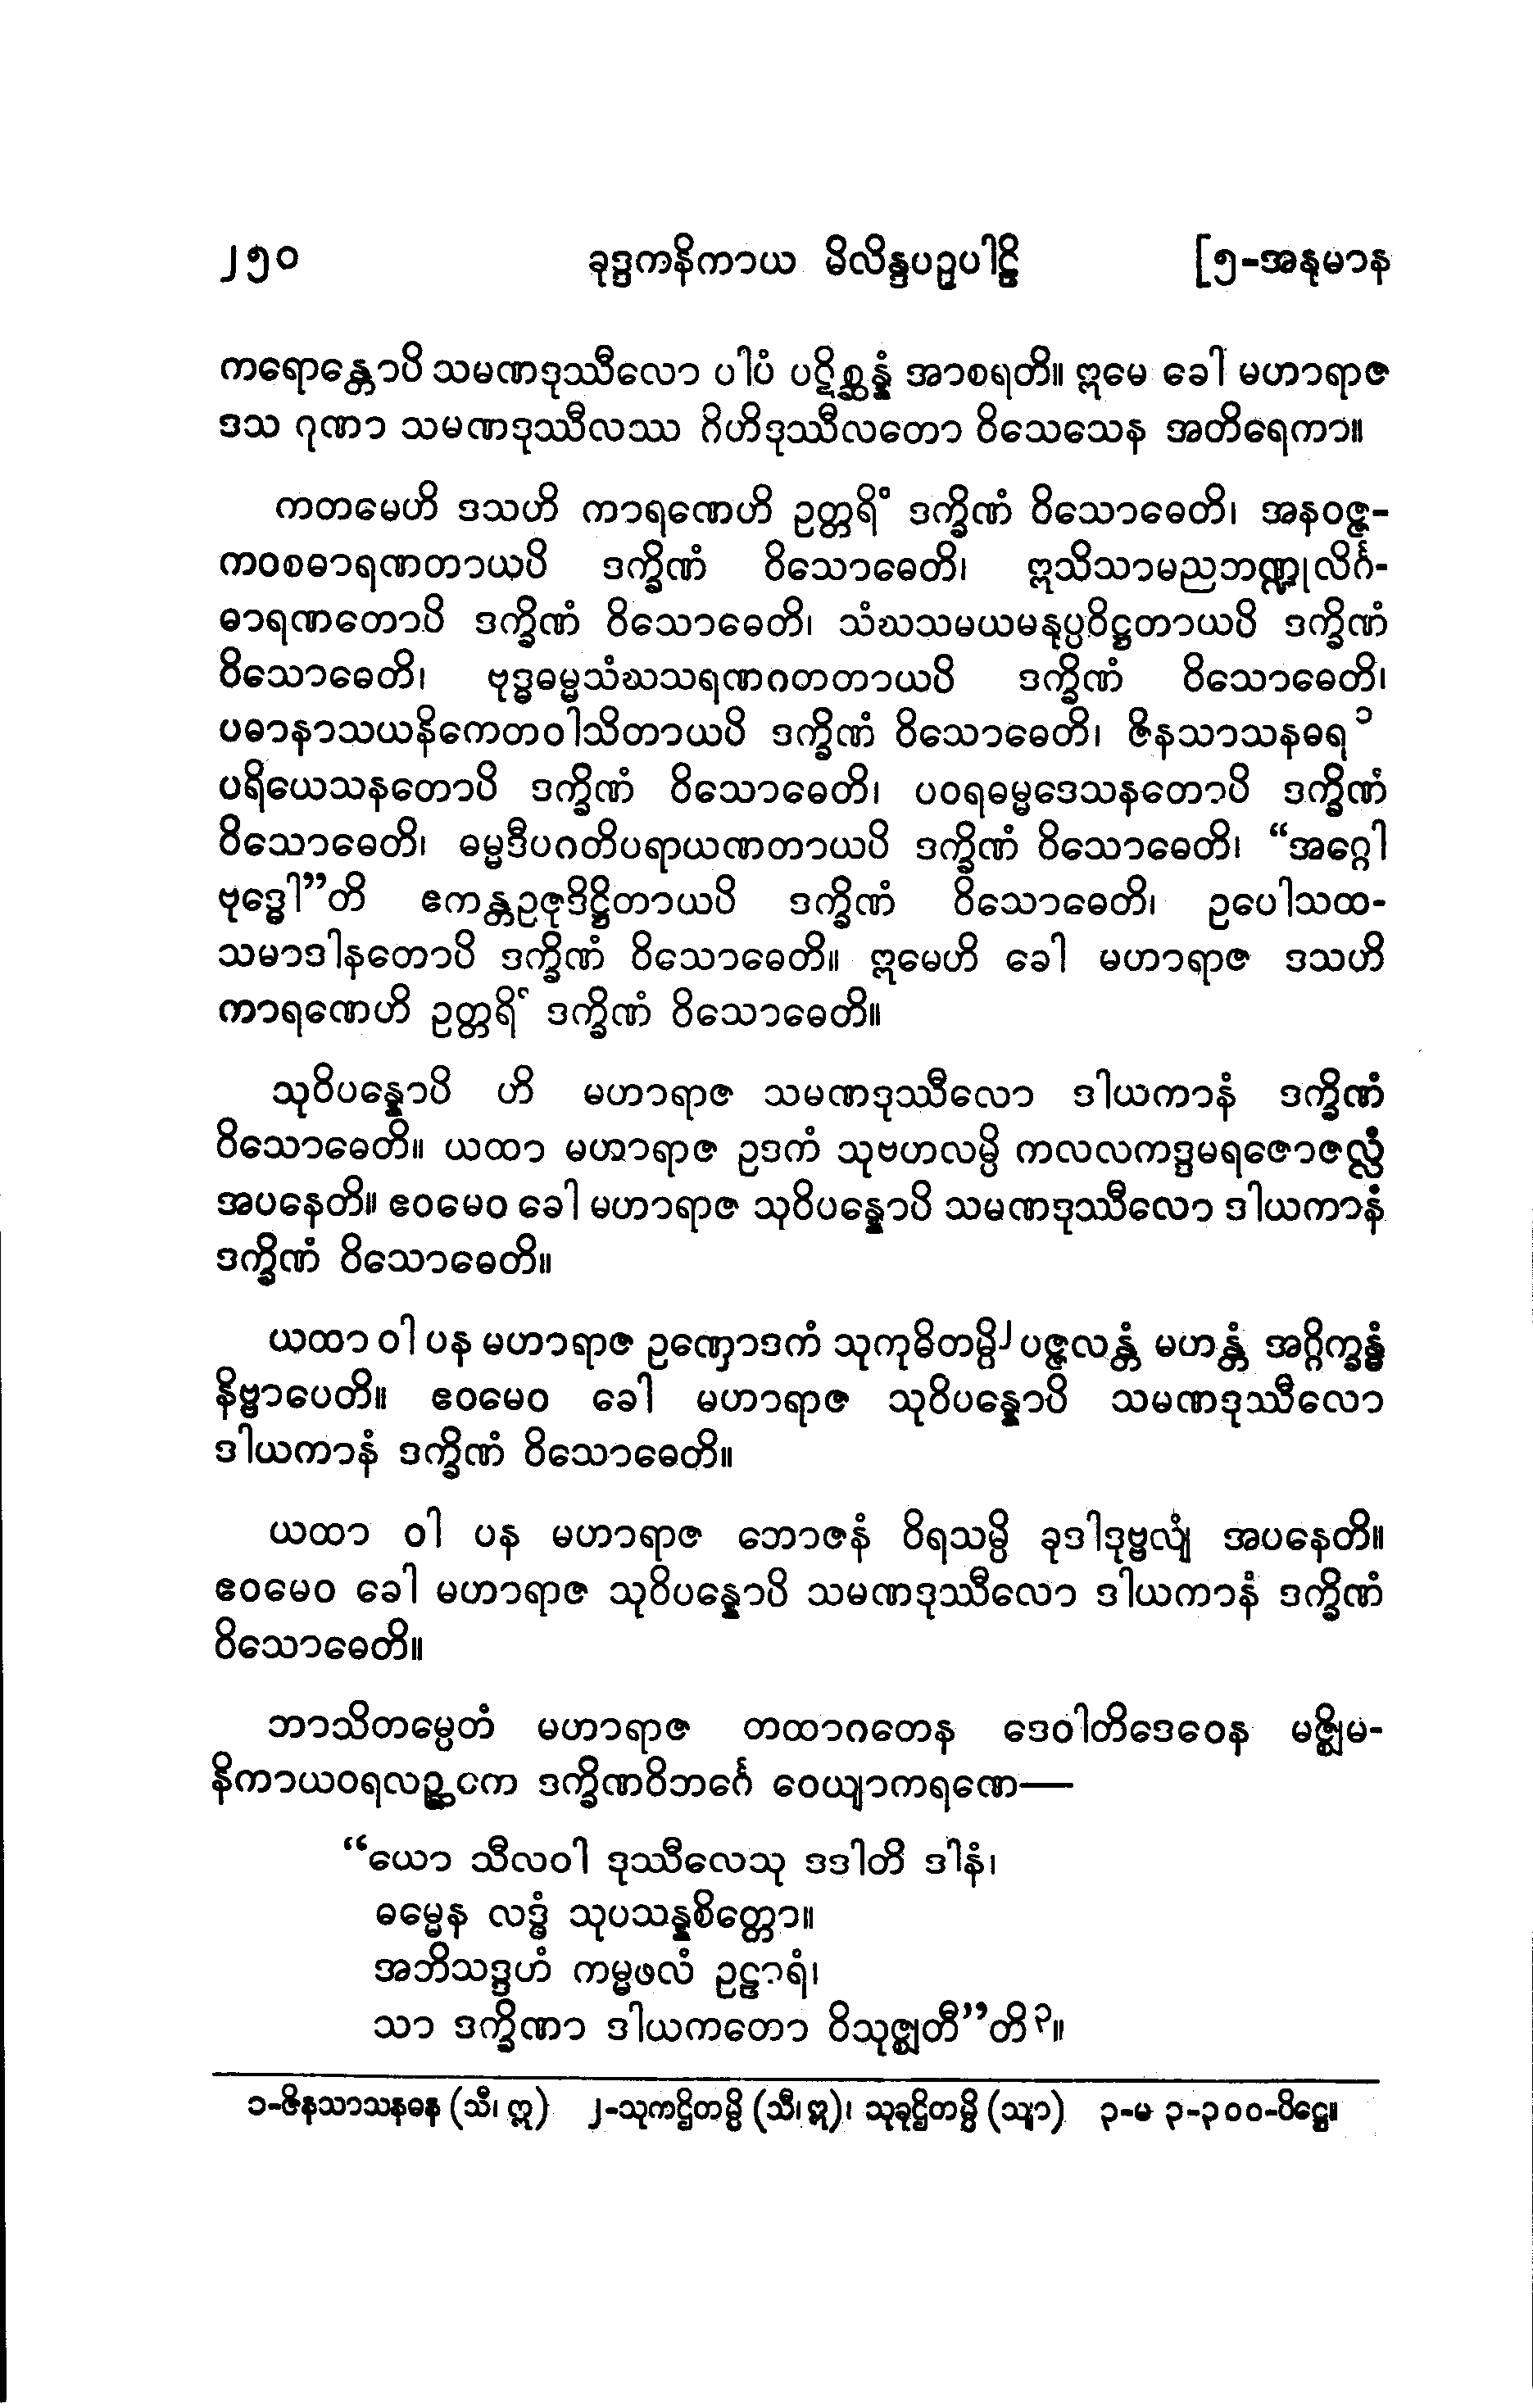 ၂၅၀ ခုဒ္ဒကနိကာယ မိလိန္ဒပဉှပါဠိ [၅-အနုမာန
ကရောန္တောပိ သမဏဒုဿီလော ပါပံ ပဋိစ္ဆန္နံ အာစရတိ။ ဣမေ ခေါ မဟာရာဇ
ဒသ ဂုဏာ သမဏဒုဿီလဿ ဂိဟိဒုဿီလတော ဝိသေသေန အတိရေကာ။
ကတမေဟိ ဒသဟိ ကာရဏေဟိ ဥတ္တရိံ ဒက္ခိဏံ ဝိသောဓေတိ၊ အနဝဇ္ဇ-
ကဝစဓာရဏတာယပိ ဒက္ခိဏံ ဝိသောဓေတိ၊ ဣသိသာမညဘဏ္ဍုလိင်္ဂ-
ဓာရဏတောပိ ဒက္ခိဏံ ဝိသောဓေတိ၊ သံဃသမယမနုပ္ပဝိဋ္ဌတာယပိ ဒက္ခိဏံ
ဝိသောဓေတိ၊ ဗုဒ္ဓဓမ္မသံဃသရဏဂတတာယပိ ဒက္ခိဏံ ဝိသောဓေတိ၊
ပဓာနာသယနိကေတဝါသိတာယပိ ဒက္ခိဏံ ဝိသောဓေတိ၊ ဇိနသာသနဓရ ၁
ပရိယေသနတောပိ ဒက္ခိဏံ ဝိသောဓေတိ၊ ပဝရဓမ္မဒေသနတောပိ ဒက္ခိဏံ
ဝိသောဓေတိ၊ ဓမ္မဒီပဂတိပရာယဏတာယပိ ဒက္ခိဏံ ဝိသောဓေတိ၊ “အဂ္ဂေါ
ဗုဒ္ဓေါ”တိ ဧကန္တဥဇုဒိဋ္ဌိတာယပိ ဒက္ခိဏံ ဝိသောဓေတိ၊ ဥပေါသထ-
သမာဒါနတောပိ ဒက္ခိဏံ ဝိသောဓေတိ။ ဣမေဟိ ခေါ မဟာရာဇ ဒသဟိ
ကာရဏေဟိ ဥတ္တရိံ ဒက္ခိဏံ ဝိသောဓေတိ။
သုဝိပန္နောပိ ဟိ မဟာရာဇ သမဏဒုဿီလော ဒါယကာနံ ဒက္ခိဏံ
ဝိသောဓေတိ။ ယထာ မဟာရာဇ ဥဒကံ သုဗဟလမ္ပိ ကလလကဒ္ဒမရဇောဇလ္လံ
အပနေတိ။ ဧဝမေဝ ခေါ မဟာရာဇ သုဝိပန္နောပိ သမဏဒုဿီလော ဒါယကာနံ
ဒက္ခိဏံ ဝိသောဓေတိ။
ယထာ ဝါ ပန မဟာရာဇ ဥဏှောဒကံ သုကုဓိတမ္ပိ၂ ပဇ္ဇလန္တံ မဟန္တံ အဂ္ဂိက္ခန္ဓံ
နိဗ္ဗာပေတိ။ ဧဝမေဝ ခေါ မဟာရာဇ သုဝိပန္နောပိ သမဏဒုဿီလော
ဒါယကာနံ ဒက္ခိဏံ ဝိသောဓေတိ။
ယထာ ဝါ ပန မဟာရာဇ ဘောဇနံ ဝိရသမ္ပိ ခုဒါဒုဗ္ဗလျံ အပနေတိ။
ဧဝမေဝ ခေါ မဟာရာဇ သုဝိပန္နောပိ သမဏဒုဿီလော ဒါယကာနံ ဒက္ခိဏံ
ဝိသောဓေတိ။
ဘာသိတမ္ပေတံ မဟာရာဇ တထာဂတေန ဒေဝါတိဒေဝေန မဇ္ဈိမ-
နိကာယဝရလဉ္ဆကေ ဒက္ခိဏဝိဘင်္ဂေ ဝေယျာကရဏေ—
“ယော သီလဝါ ဒုဿီလေသု ဒဒါတိ ဒါနံ၊
ဓမ္မေန လဒ္ဓံ သုပသန္နစိတ္တော။
အဘိသဒ္ဒဟံ ကမ္မဖလံ ဥဠာရံ၊
သာ ဒက္ခိဏာ ဒါယကတော ဝိသုဇ္ဈတီ”တိ၃။
၁-ဇိနသာသနဓန (သီ၊ ဣ) ၂-သုကဌိတမ္ပိ (သီ၊ ဣ)၊ သုခုဋ္ဌိတမ္ပိ (သျာ) ၃-မ ၃-၃၀၀-ပိဋ္ဌေ။